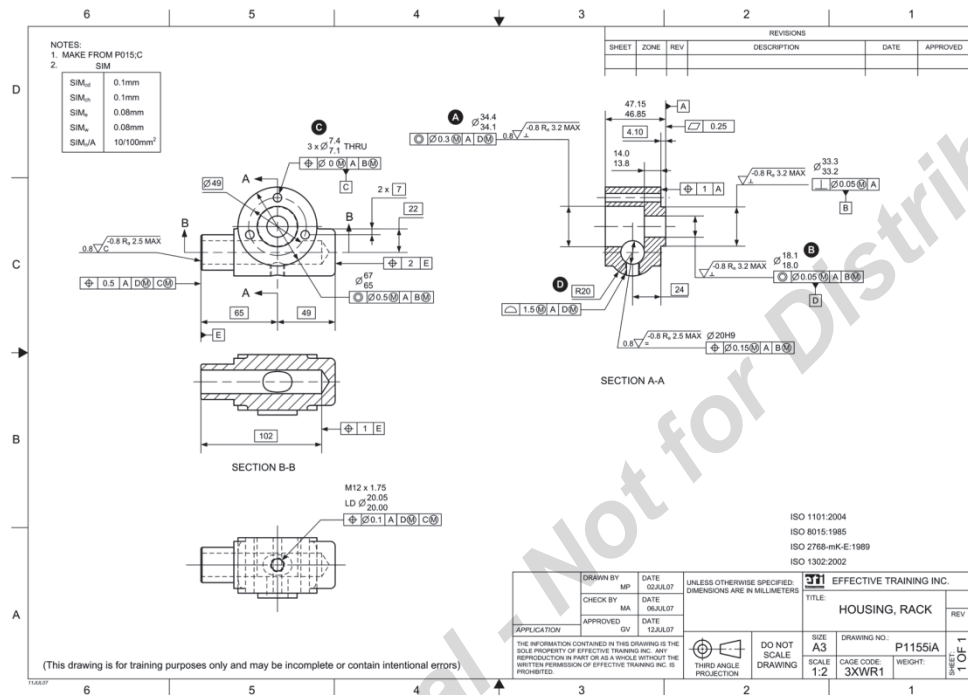 6 5 4 3 2 1
NOTES:
1. MAKE FROM P015;C
2. SIM
SIMcd 0.1mm
SIMch 0.1mm
SIMe 0.08mm
SIMw 0.08mm
SIMn/A 10/100mm²
REVISIONS
SHEET ZONE REV DESCRIPTION DATE APPROVED
D
C
B
A
C
3 x Ø 7.4
7.1 THRU
⌖ Ø 0 Ⓜ A BⓂ
C
A
A
Ø49
2 x 7
22
B
B
0.8 C -0.8 Ra 2.5 MAX
⌖ 2 E
⌖ 0.5 A DⓂ CⓂ
Ø 67
65
◎ Ø0.5Ⓜ A BⓂ
65
49
E
102
⌖ 1 E
SECTION B-B
M12 x 1.75
LD Ø 20.05
20.00
⌖ Ø0.1 A DⓂ CⓂ
A
Ø 34.4
34.1
◎ Ø0.3Ⓜ A DⓂ
0.8 ⊥ -0.8 Ra 3.2 MAX
47.15
46.85
A
4.10
⏥ 0.25
14.0
13.8
⌖ 1 A
-0.8 Ra 3.2 MAX
⊥
Ø 33.3
33.2
⊥ Ø0.05Ⓜ A
B
-0.8 Ra 3.2 MAX
⊥
B
Ø 18.1
18.0
◎ Ø0.05Ⓜ A BⓂ
D
D
R20
24
⌓ 1.5Ⓜ A DⓂ
0.8 -0.8 Ra 2.5 MAX Ø20H9
⌖ Ø0.15Ⓜ A BⓂ
SECTION A-A
ISO 1101:2004
ISO 8015:1985
ISO 2768-mK-E:1989
ISO 1302:2002
APPLICATION
DRAWN BY MP DATE 02JUL07
CHECK BY MA DATE 06JUL07
APPROVED GV DATE 12JUL07
UNLESS OTHERWISE SPECIFIED:
DIMENSIONS ARE IN MILLIMETERS
eti EFFECTIVE TRAINING INC.
TITLE: HOUSING, RACK
REV
THE INFORMATION CONTAINED IN THIS DRAWING IS THE
SOLE PROPERTY OF EFFECTIVE TRAINING INC. ANY
REPRODUCTION IN PART OR AS A WHOLE WITHOUT THE
WRITTEN PERMISSION OF EFFECTIVE TRAINING INC. IS
PROHIBITED.
THIRD ANGLE
PROJECTION
DO NOT
SCALE
DRAWING
SIZE A3
DRAWING NO.: P1155iA
SCALE 1:2
CAGE CODE: 3XWR1
WEIGHT:
SHEET: 1 OF 1
(This drawing is for training purposes only and may be incomplete or contain intentional errors)
11JUL07
6 5 4 3 2 1
al - Not for Distrib